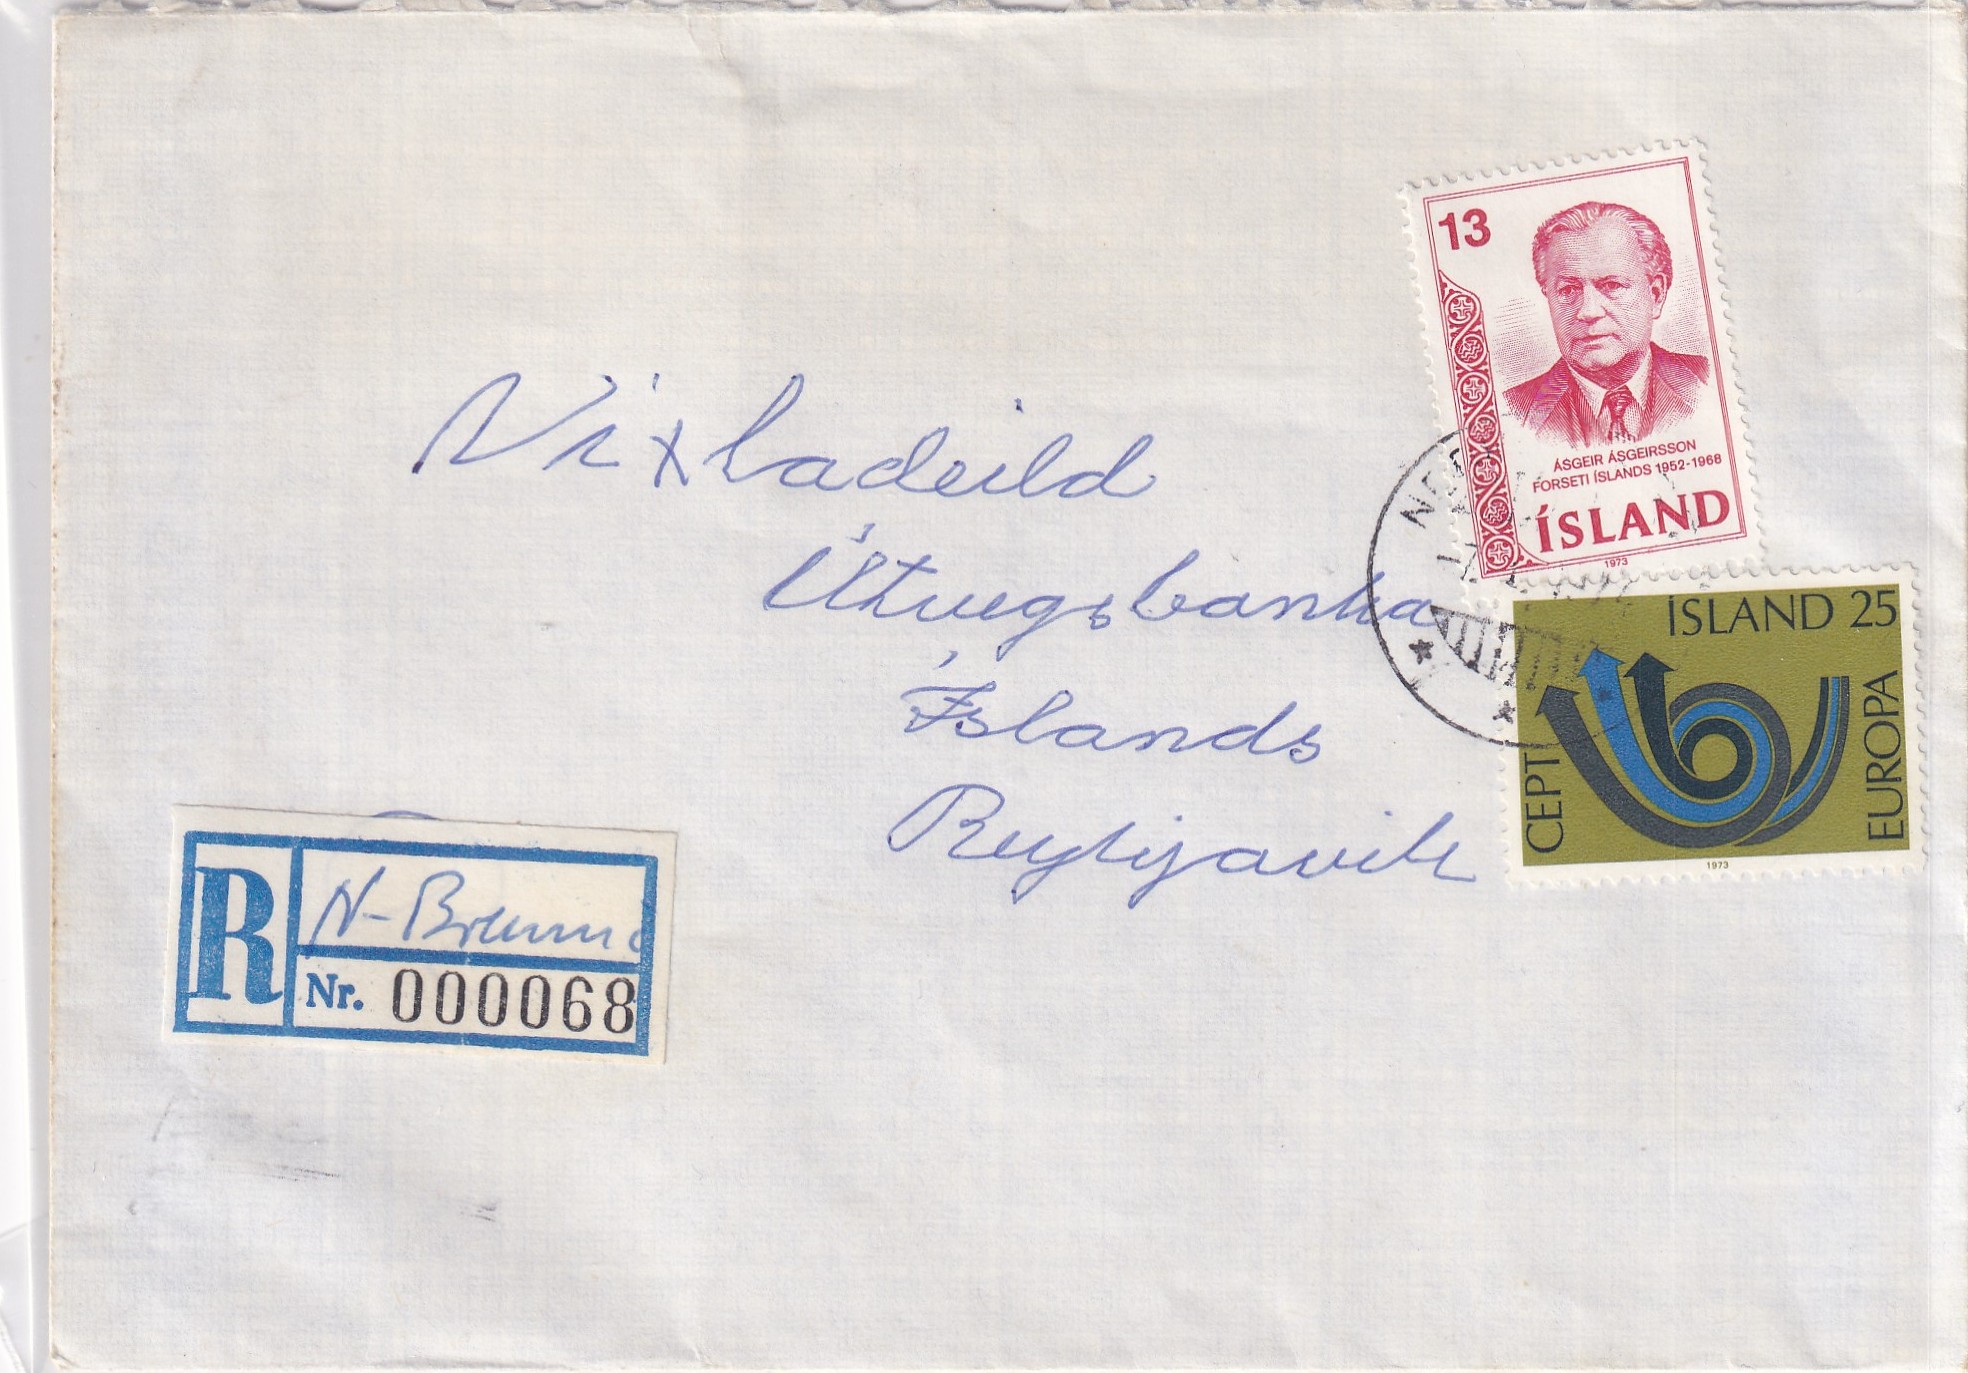 13
ÁSGEIR ÁSGEIRSSON
FORSETI ÍSLANDS 1952-1968
ÍSLAND
1973
ÍSLAND 25
CEPT
EUROPA
1973
Víxladeild
Útvegsbanka
Íslands
Reykjavik
R
Nr. 000068